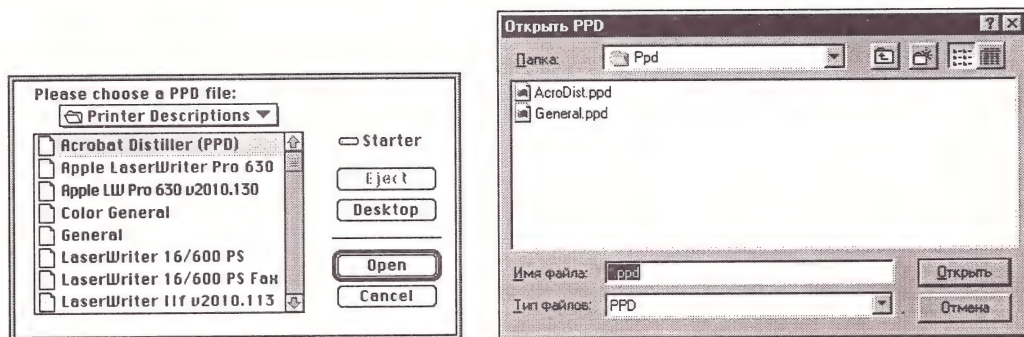 Please choose a PPD file:
Printer Descriptions
Acrobat Distiller (PPD)
Apple LaserWriter Pro 630
Apple LW Pro 630 v2010.130
Color General
General
LaserWriter 16/600 PS
LaserWriter 16/600 PS Fax
LaserWriter IIf v2010.113
Starter
Eject
Desktop
Open
Cancel
Открыть PPD
Папка:
Ppd
AcroDist.ppd
General.ppd
Имя файла:
*.ppd
Открыть
Тип файлов:
PPD
Отмена